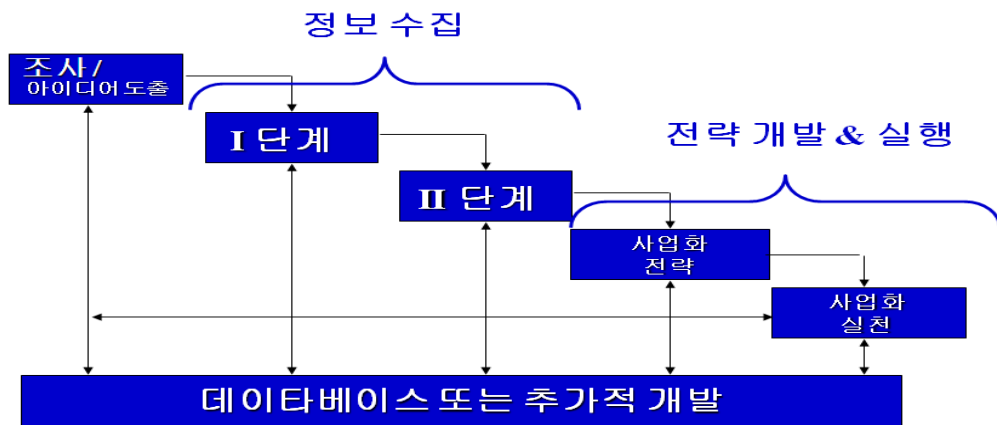 정보 수집
조사/
아이디어도출
I 단계
전략 개발 & 실행
II 단계
사업화
전략
사업화
실천
데이타베이스 또는 추가적 개발